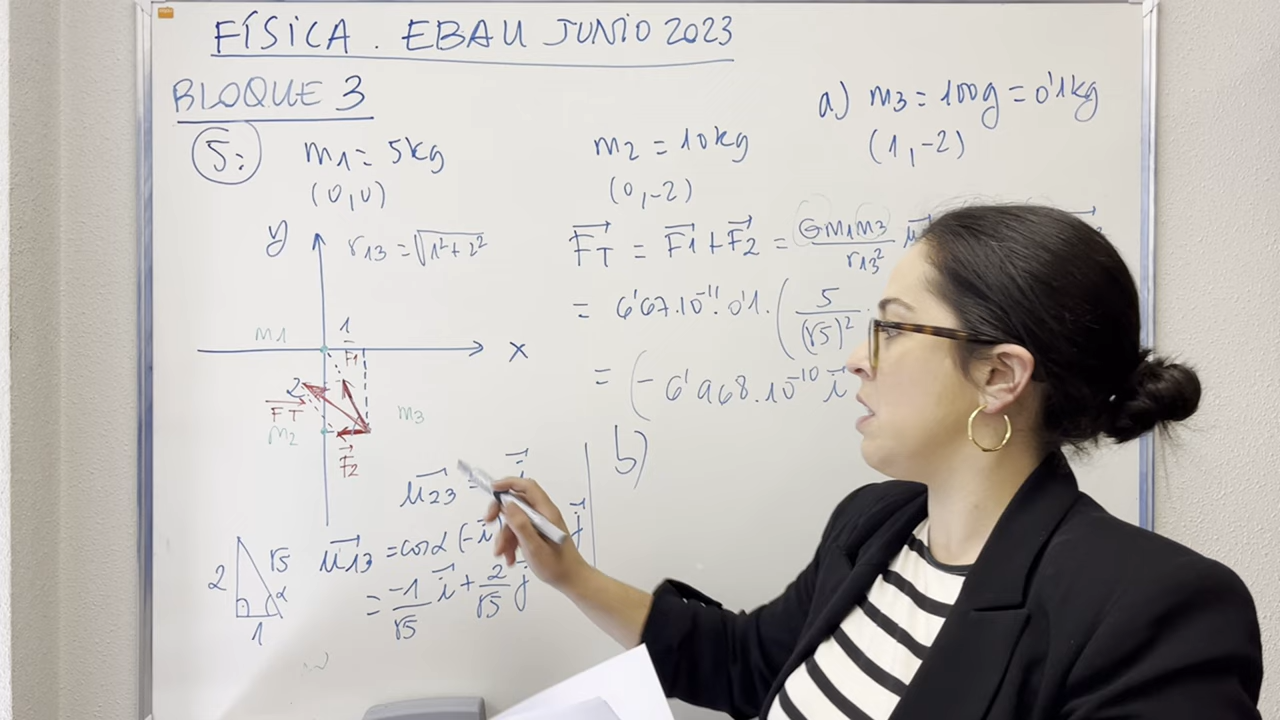 FÍSICA. EBAU JUNIO 2023
BLOQUE 3
a) m3 = 100g = 0'1kg
(1,-2)
5: m1 = 5kg
(0,0)
m2 = 10kg
(0,-2)
y r13 = √1²+2²
FT = F1 + F2 = Gm1m3/r13² u
= 6'67.10⁻¹¹. 0'1. (5/(√5)²
= (-6'968.10⁻¹⁰ i
m1 1 F1 x
2 FT m2 F2 m3
b)
u23 = i
2 √5 α 1
u13 = cosα (-i) j
= -1/√5 i + 2/√5 j